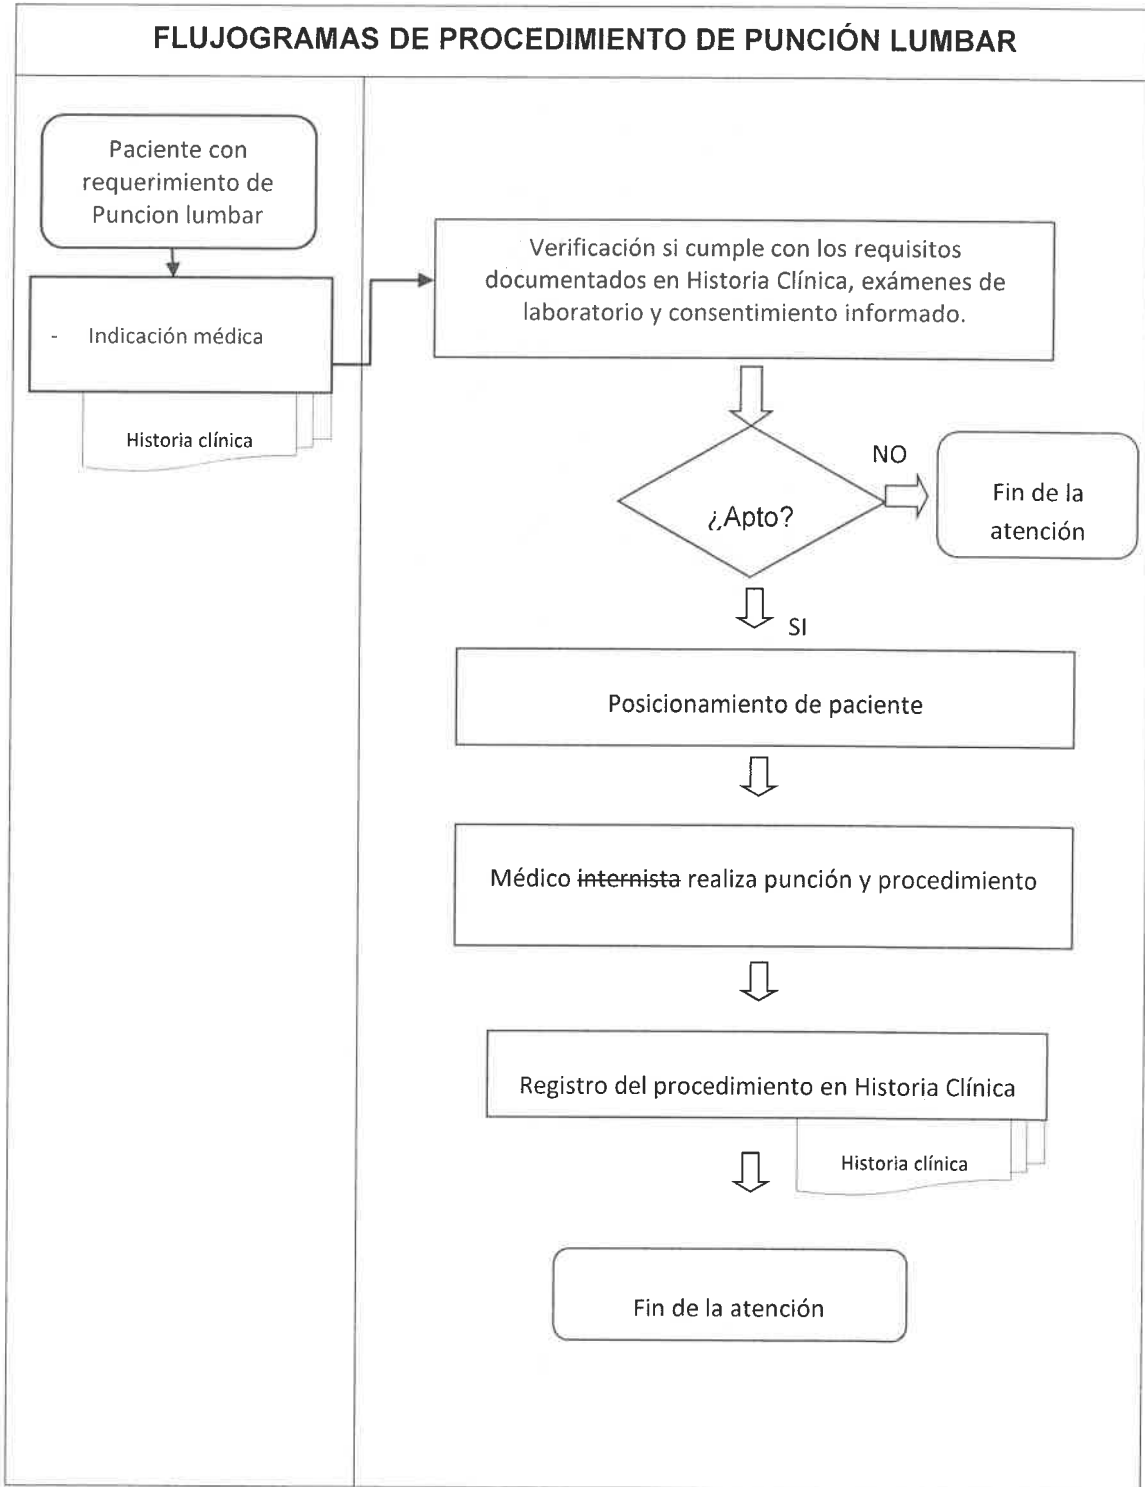 FLUJOGRAMAS DE PROCEDIMIENTO DE PUNCIÓN LUMBAR
Paciente con
requerimiento de
Puncion lumbar
- Indicación médica
Historia clínica
Verificación si cumple con los requisitos
documentados en Historia Clínica, exámenes de
laboratorio y consentimiento informado.
¿Apto?
NO
Fin de la
atención
SI
Posicionamiento de paciente
Médico internista realiza punción y procedimiento
Registro del procedimiento en Historia Clínica
Historia clínica
Fin de la atención